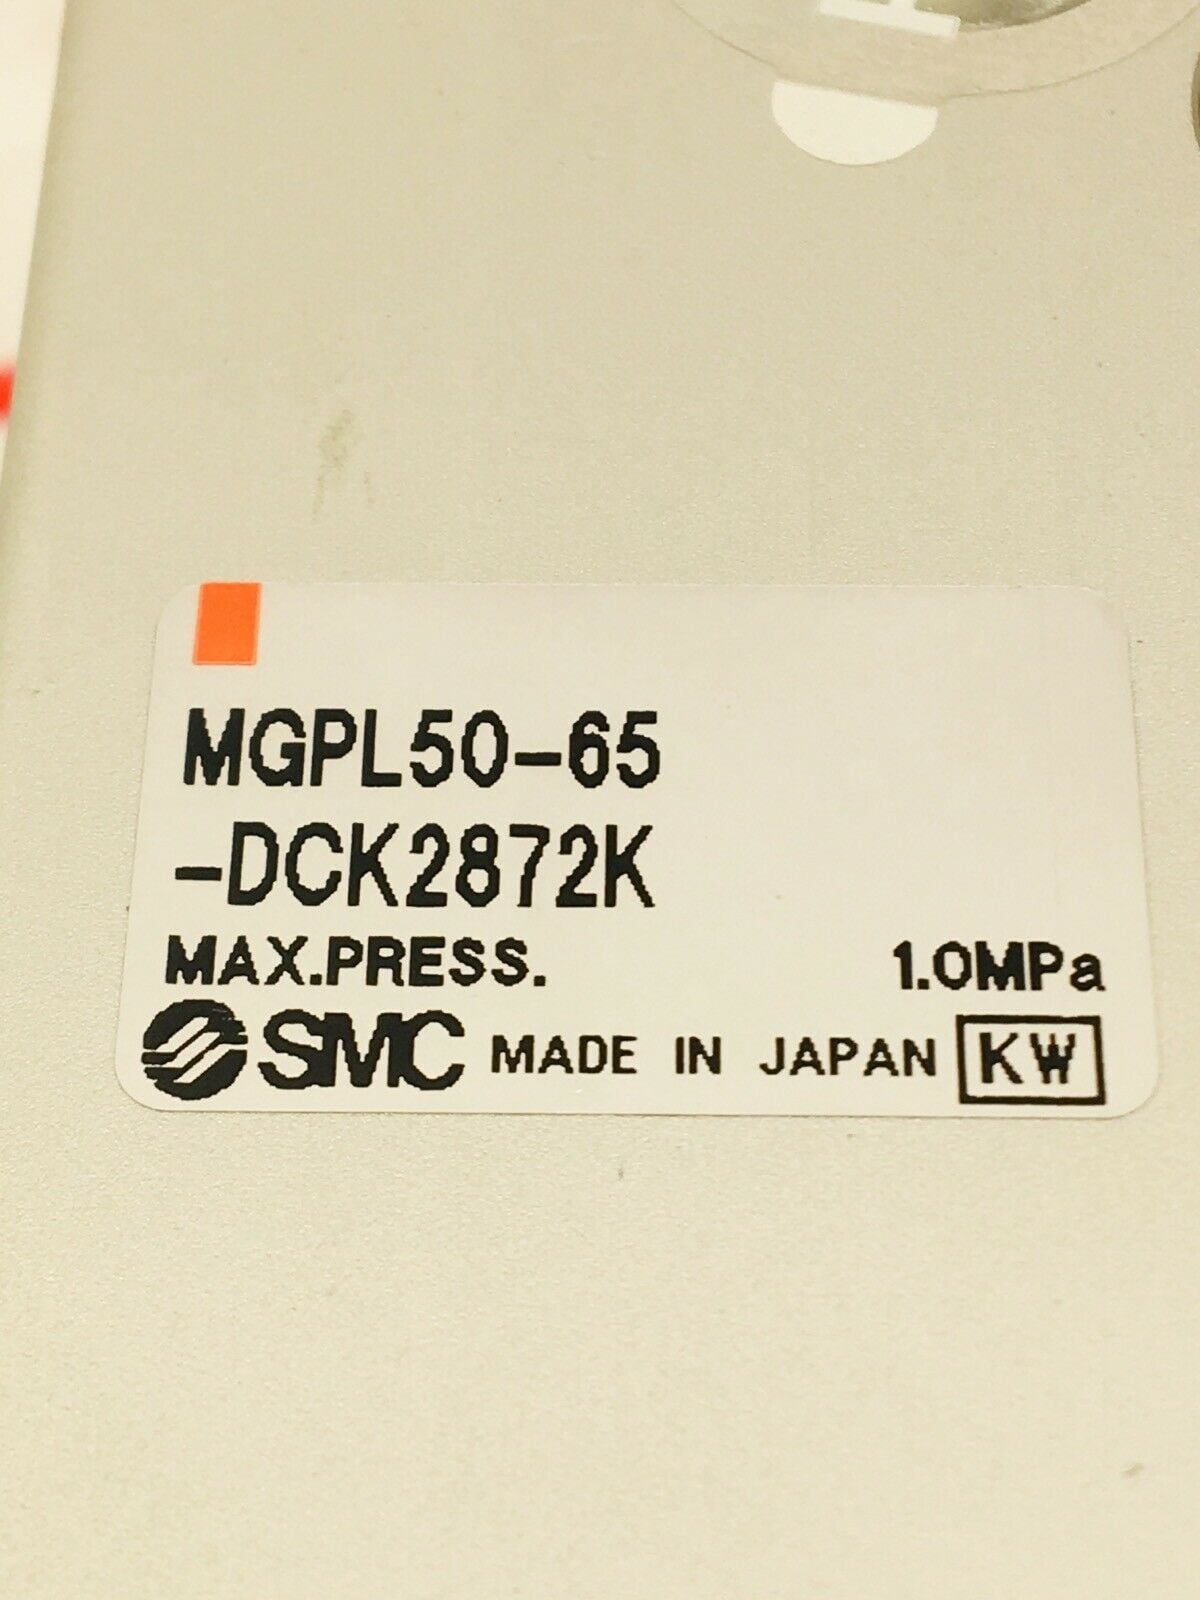 MGPL50-65
-DCK2872K
MAX.PRESS. 1.0MPa
SMC MADE IN JAPAN KW